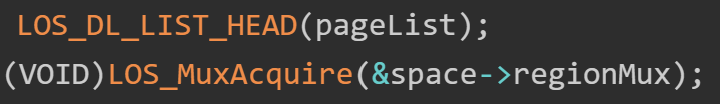 LOS_DL_LIST_HEAD(pageList);
(VOID)LOS_MuxAcquire(&space->regionMux);